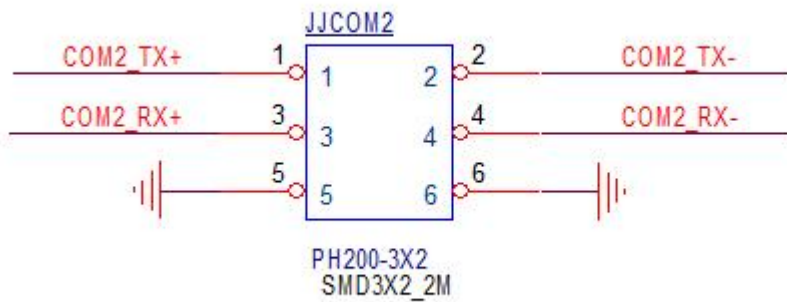 JJCOM2
COM2_TX+ 1 1 2 2 COM2_TX-
COM2_RX+ 3 3 4 4 COM2_RX-
5 5 6 6
PH200-3X2
SMD3X2_2M